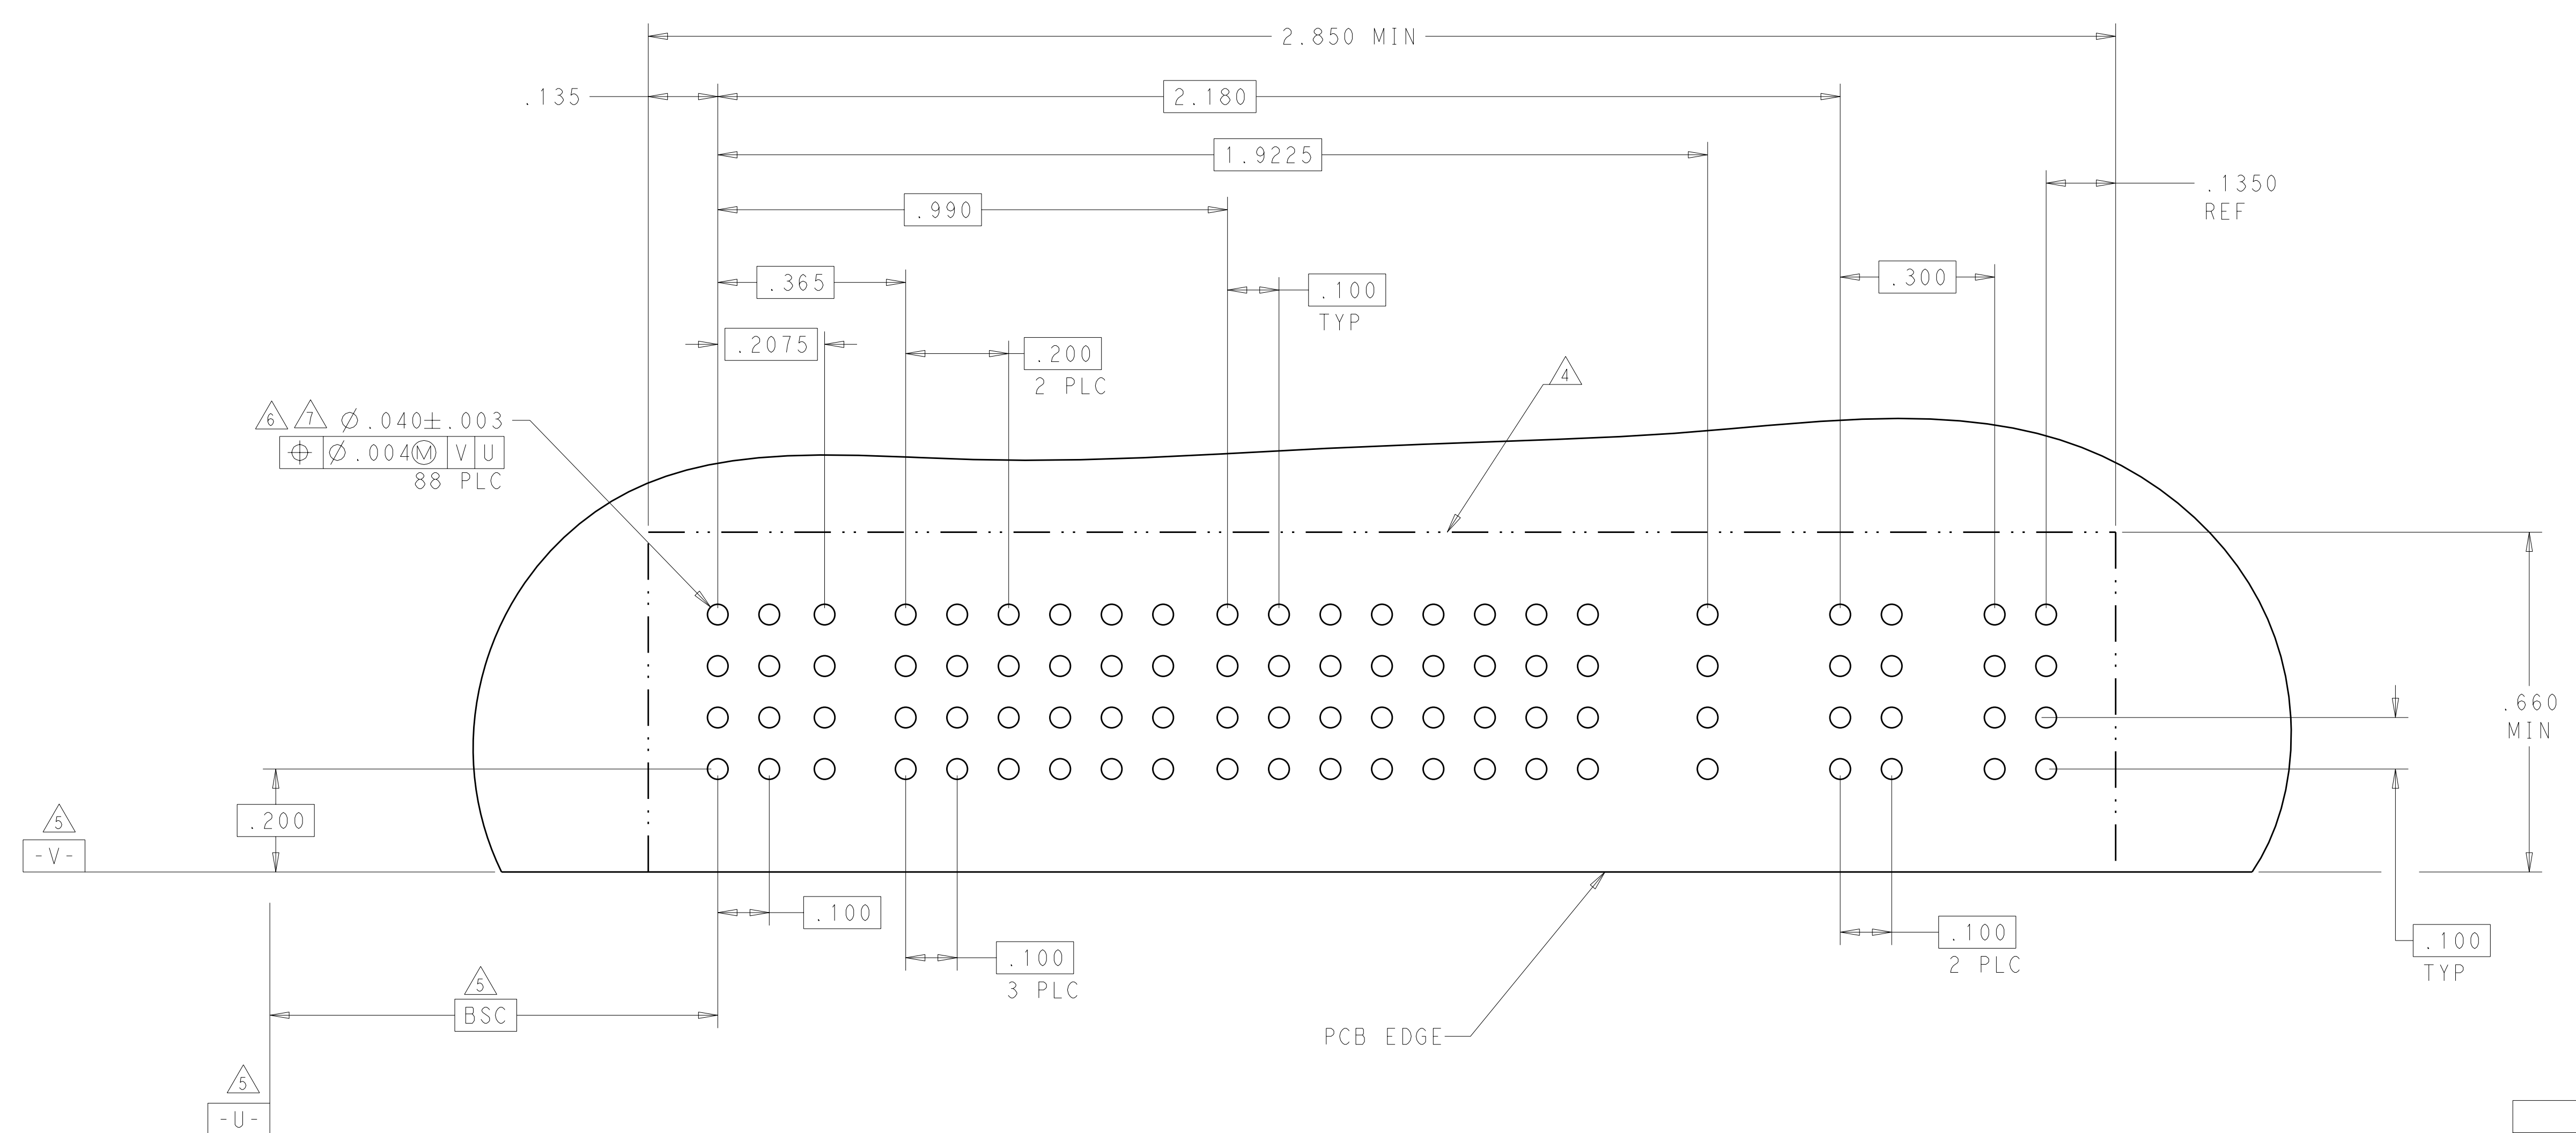 2.850 MIN
.135
2.180
1.9225
.1350
REF
.990
.365
.100
TYP
.300
.2075
.200
2 PLC
4
6 7 ⌀.040±.003
⌖ ⌀.004Ⓜ V U
88 PLC
.660
MIN
.200
5
-V-
.100
.100
3 PLC
.100
2 PLC
.100
TYP
5
BSC
PCB EDGE
5
-U-